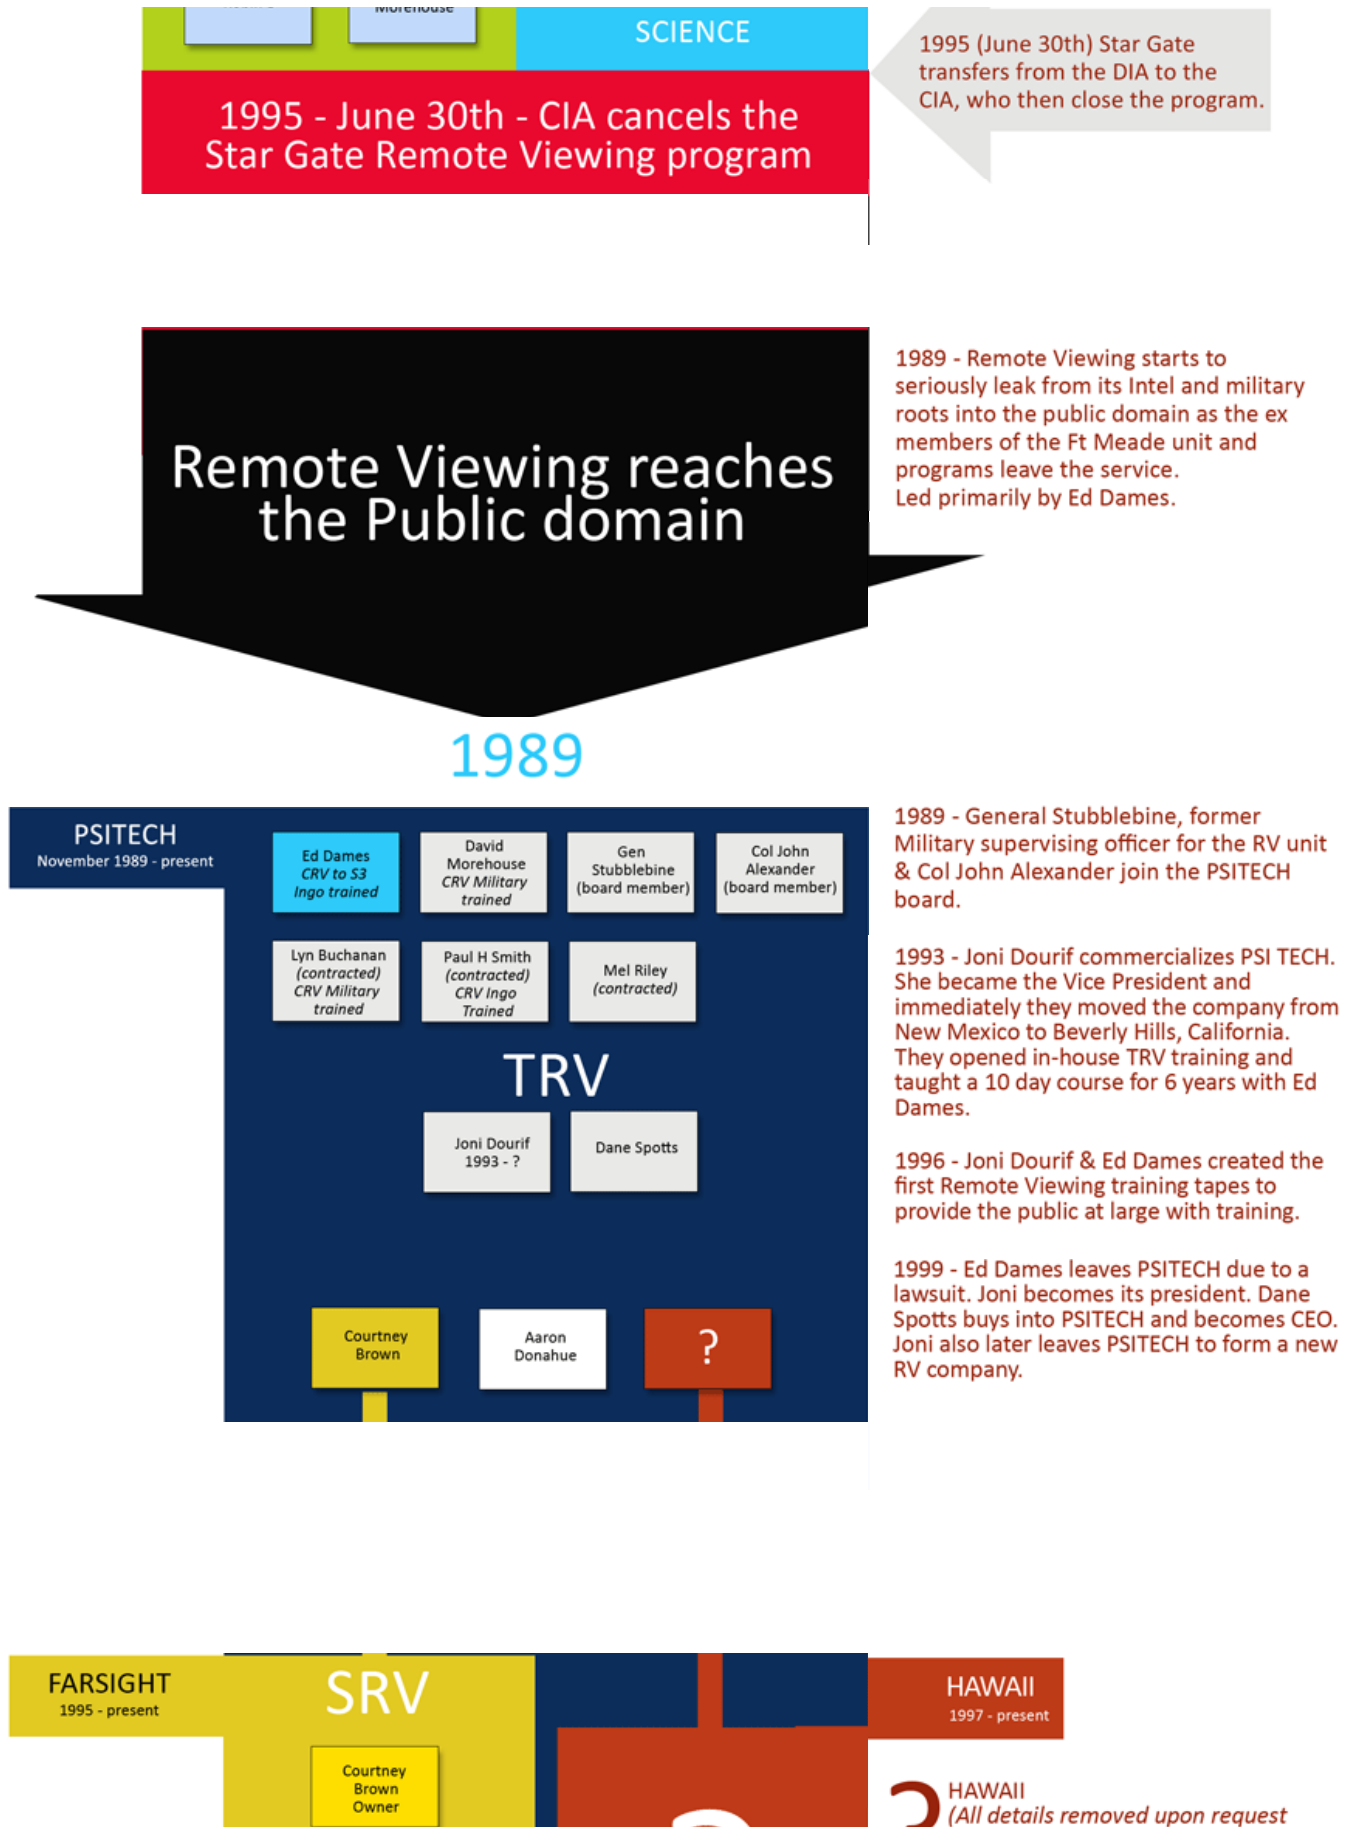 Morehouse
SCIENCE
1995 (June 30th) Star Gate
transfers from the DIA to the
CIA, who then close the program.
1995 - June 30th - CIA cancels the
Star Gate Remote Viewing program
1989 - Remote Viewing starts to
seriously leak from its Intel and military
roots into the public domain as the ex
members of the Ft Meade unit and
programs leave the service.
Led primarily by Ed Dames.
Remote Viewing reaches
the Public domain
1989
PSITECH
November 1989 - present
Ed Dames
CRV to S3
Ingo trained
David
Morehouse
CRV Military
trained
Gen
Stubblebine
(board member)
Col John
Alexander
(board member)
Lyn Buchanan
(contracted)
CRV Military
trained
Paul H Smith
(contracted)
CRV Ingo
Trained
Mel Riley
(contracted)
TRV
Joni Dourif
1993 - ?
Dane Spotts
Courtney
Brown
Aaron
Donahue
?
1989 - General Stubblebine, former
Military supervising officer for the RV unit
& Col John Alexander join the PSITECH
board.
1993 - Joni Dourif commercializes PSI TECH.
She became the Vice President and
immediately they moved the company from
New Mexico to Beverly Hills, California.
They opened in-house TRV training and
taught a 10 day course for 6 years with Ed
Dames.
1996 - Joni Dourif & Ed Dames created the
first Remote Viewing training tapes to
provide the public at large with training.
1999 - Ed Dames leaves PSITECH due to a
lawsuit. Joni becomes its president. Dane
Spotts buys into PSITECH and becomes CEO.
Joni also later leaves PSITECH to form a new
RV company.
FARSIGHT
1995 - present
SRV
Courtney
Brown
Owner
HAWAII
1997 - present
?
HAWAII
(All details removed upon request